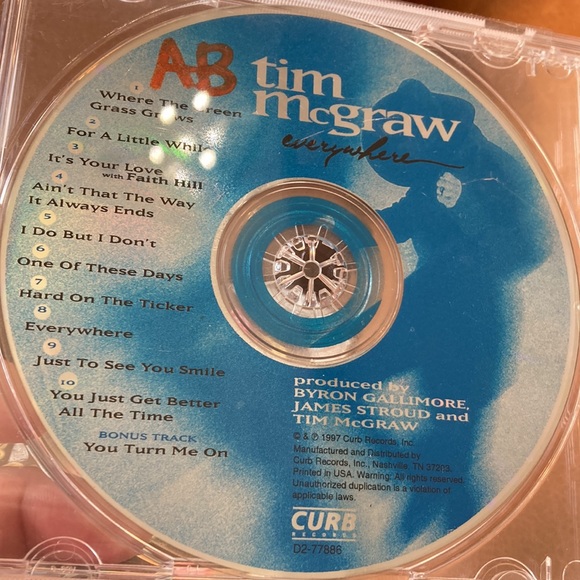 AB
tim
mcgraw
everywhere
1
Where The Green
Grass Grows
2
For A Little While
3
It's Your Love
with Faith Hill
4
Ain't That The Way
It Always Ends
5
I Do But I Don't
6
One Of These Days
7
Hard On The Ticker
8
Everywhere
9
Just To See You Smile
10
You Just Get Better
All The Time
BONUS TRACK
You Turn Me On
produced by
BYRON GALLIMORE,
JAMES STROUD and
TIM McGRAW
© & ℗ 1997 Curb Records, Inc.
Manufactured and Distributed by
Curb Records, Inc., Nashville, TN 37203.
Printed in USA. Warning: All rights reserved.
Unauthorized duplication is a violation of
applicable laws.
CURB
RECORDS
D2-77886